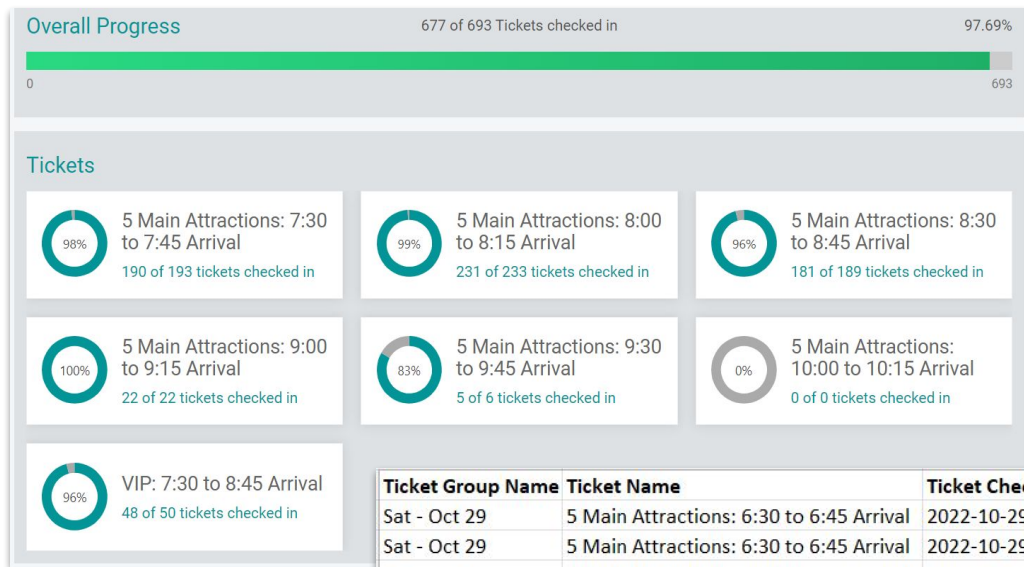 Overall Progress
677 of 693 Tickets checked in
97.69%
0
693
Tickets
98%
5 Main Attractions: 7:30
to 7:45 Arrival
190 of 193 tickets checked in
99%
5 Main Attractions: 8:00
to 8:15 Arrival
231 of 233 tickets checked in
96%
5 Main Attractions: 8:30
to 8:45 Arrival
181 of 189 tickets checked in
100%
5 Main Attractions: 9:00
to 9:15 Arrival
22 of 22 tickets checked in
83%
5 Main Attractions: 9:30
to 9:45 Arrival
5 of 6 tickets checked in
0%
5 Main Attractions:
10:00 to 10:15 Arrival
0 of 0 tickets checked in
96%
VIP: 7:30 to 8:45 Arrival
48 of 50 tickets checked in
Ticket Group Name Ticket Name Ticket Che
Sat - Oct 29 5 Main Attractions: 6:30 to 6:45 Arrival 2022-10-29
Sat - Oct 29 5 Main Attractions: 6:30 to 6:45 Arrival 2022-10-29